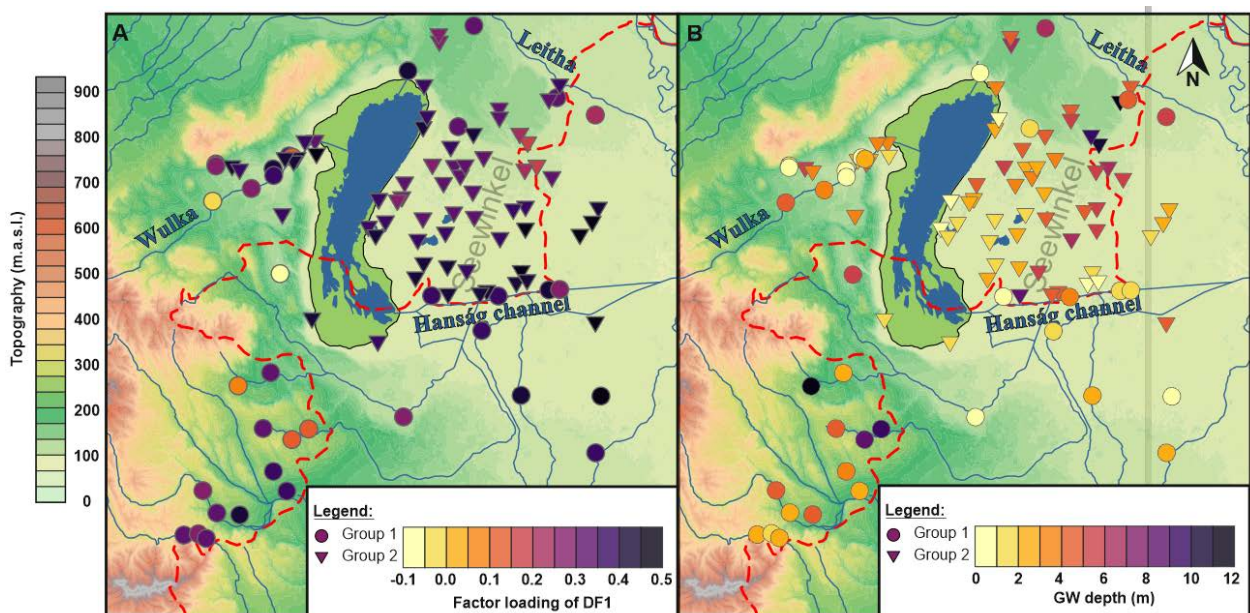 Topography (m.a.s.l.)
900
800
700
600
500
400
300
200
100
0
A
Leitha
Wulka
Seewinkel
Hanság channel
Legend:
Group 1
Group 2
-0.1 0.0 0.1 0.2 0.3 0.4 0.5
Factor loading of DF1
B
Leitha
N
Wulka
Seewinkel
Hanság channel
Legend:
Group 1
Group 2
0 2 4 6 8 10 12
GW depth (m)